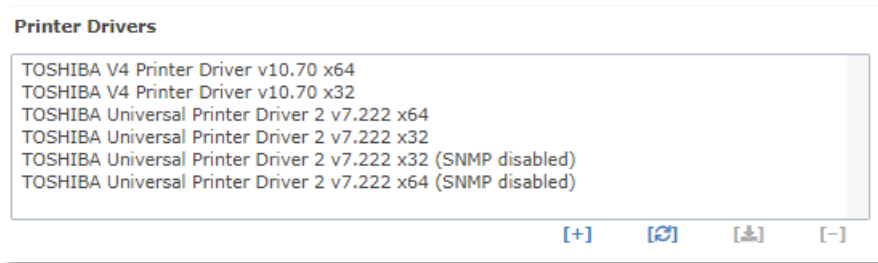 Printer Drivers
TOSHIBA V4 Printer Driver v10.70 x64
TOSHIBA V4 Printer Driver v10.70 x32
TOSHIBA Universal Printer Driver 2 v7.222 x64
TOSHIBA Universal Printer Driver 2 v7.222 x32
TOSHIBA Universal Printer Driver 2 v7.222 x32 (SNMP disabled)
TOSHIBA Universal Printer Driver 2 v7.222 x64 (SNMP disabled)
[+] [] [] [-]